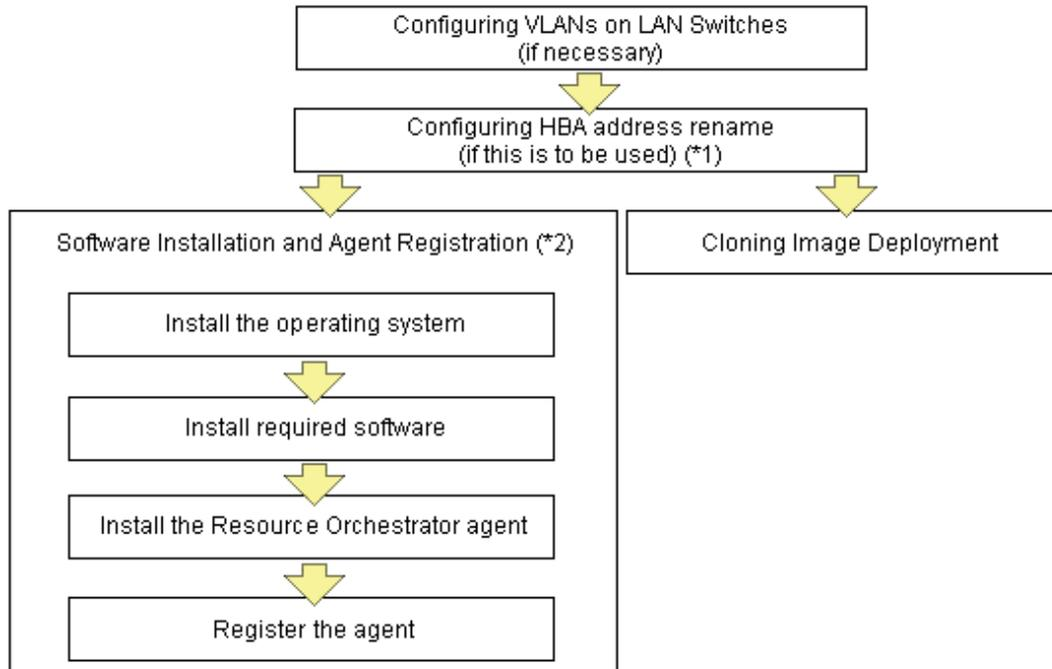 Configuring VLANs on LAN Switches
(if necessary)
Configuring HBA address rename
(if this is to be used) (*1)
Software Installation and Agent Registration (*2)
Cloning Image Deployment
Install the operating system
Install required software
Install the Resource Orchestrator agent
Register the agent